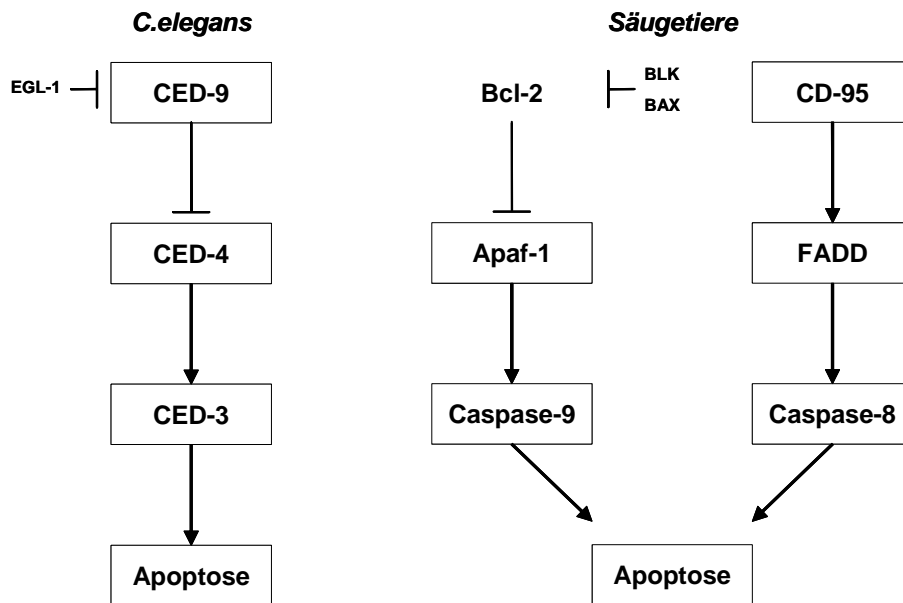 C.elegans
Säugetiere
EGL-1
CED-9
CED-4
CED-3
Apoptose
Bcl-2
BLK
BAX
Apaf-1
Caspase-9
CD-95
FADD
Caspase-8
Apoptose